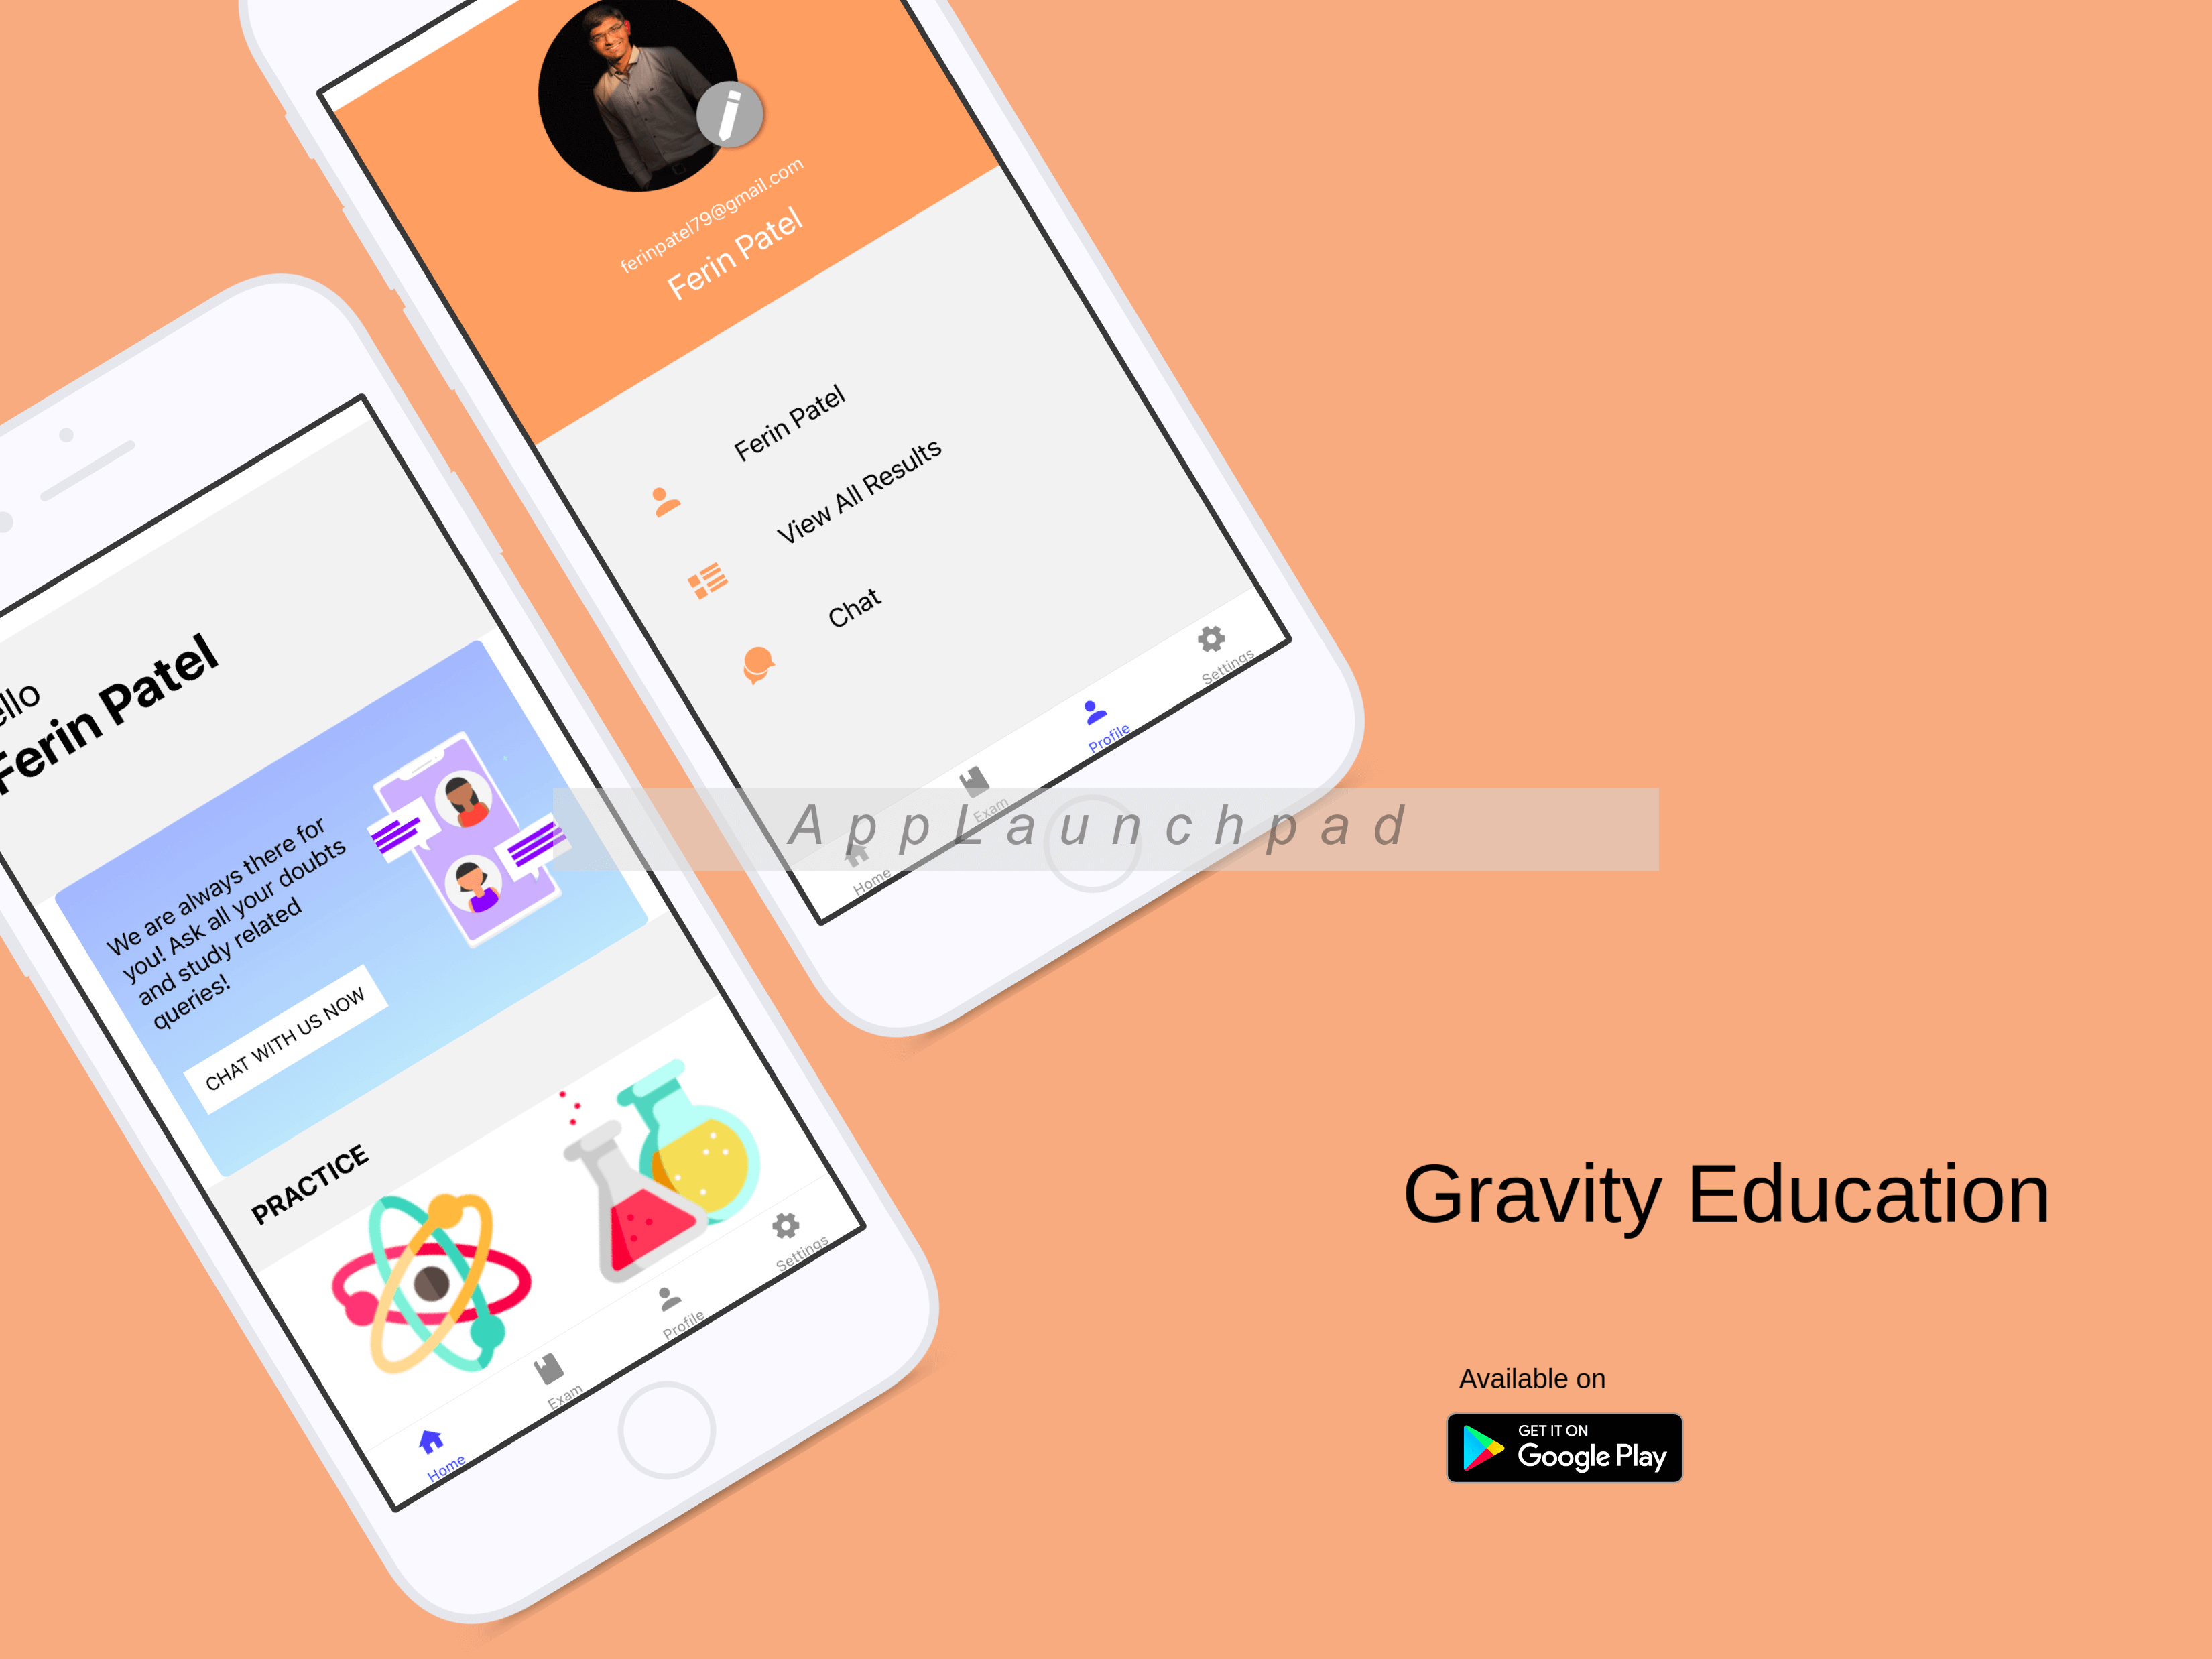 ferinpatel79@gmail.com
Ferin Patel
Ferin Patel
View All Results
Chat
Home
Exam
Profile
Settings
ello
Ferin Patel
We are always there for
you! Ask all your doubts
and study related
queries!
CHAT WITH US NOW
PRACTICE
Home
Exam
Profile
Settings
AppLaunchpad
Gravity Education
Available on
GET IT ON
Google Play